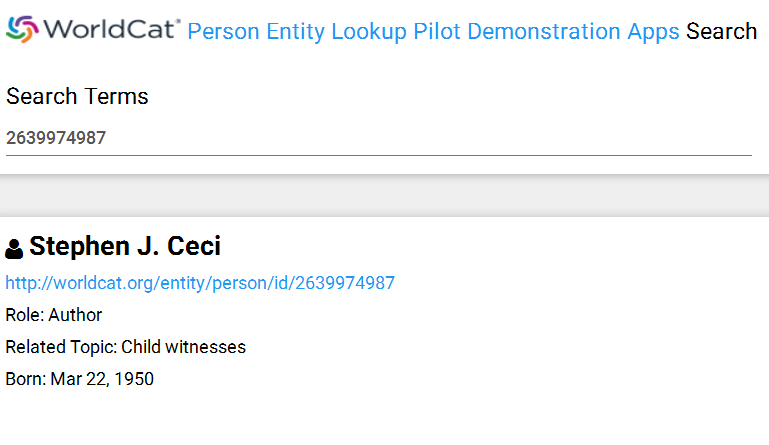 WorldCat® Person Entity Lookup Pilot Demonstration Apps Search
Search Terms
2639974987
Stephen J. Ceci
http://worldcat.org/entity/person/id/2639974987
Role: Author
Related Topic: Child witnesses
Born: Mar 22, 1950